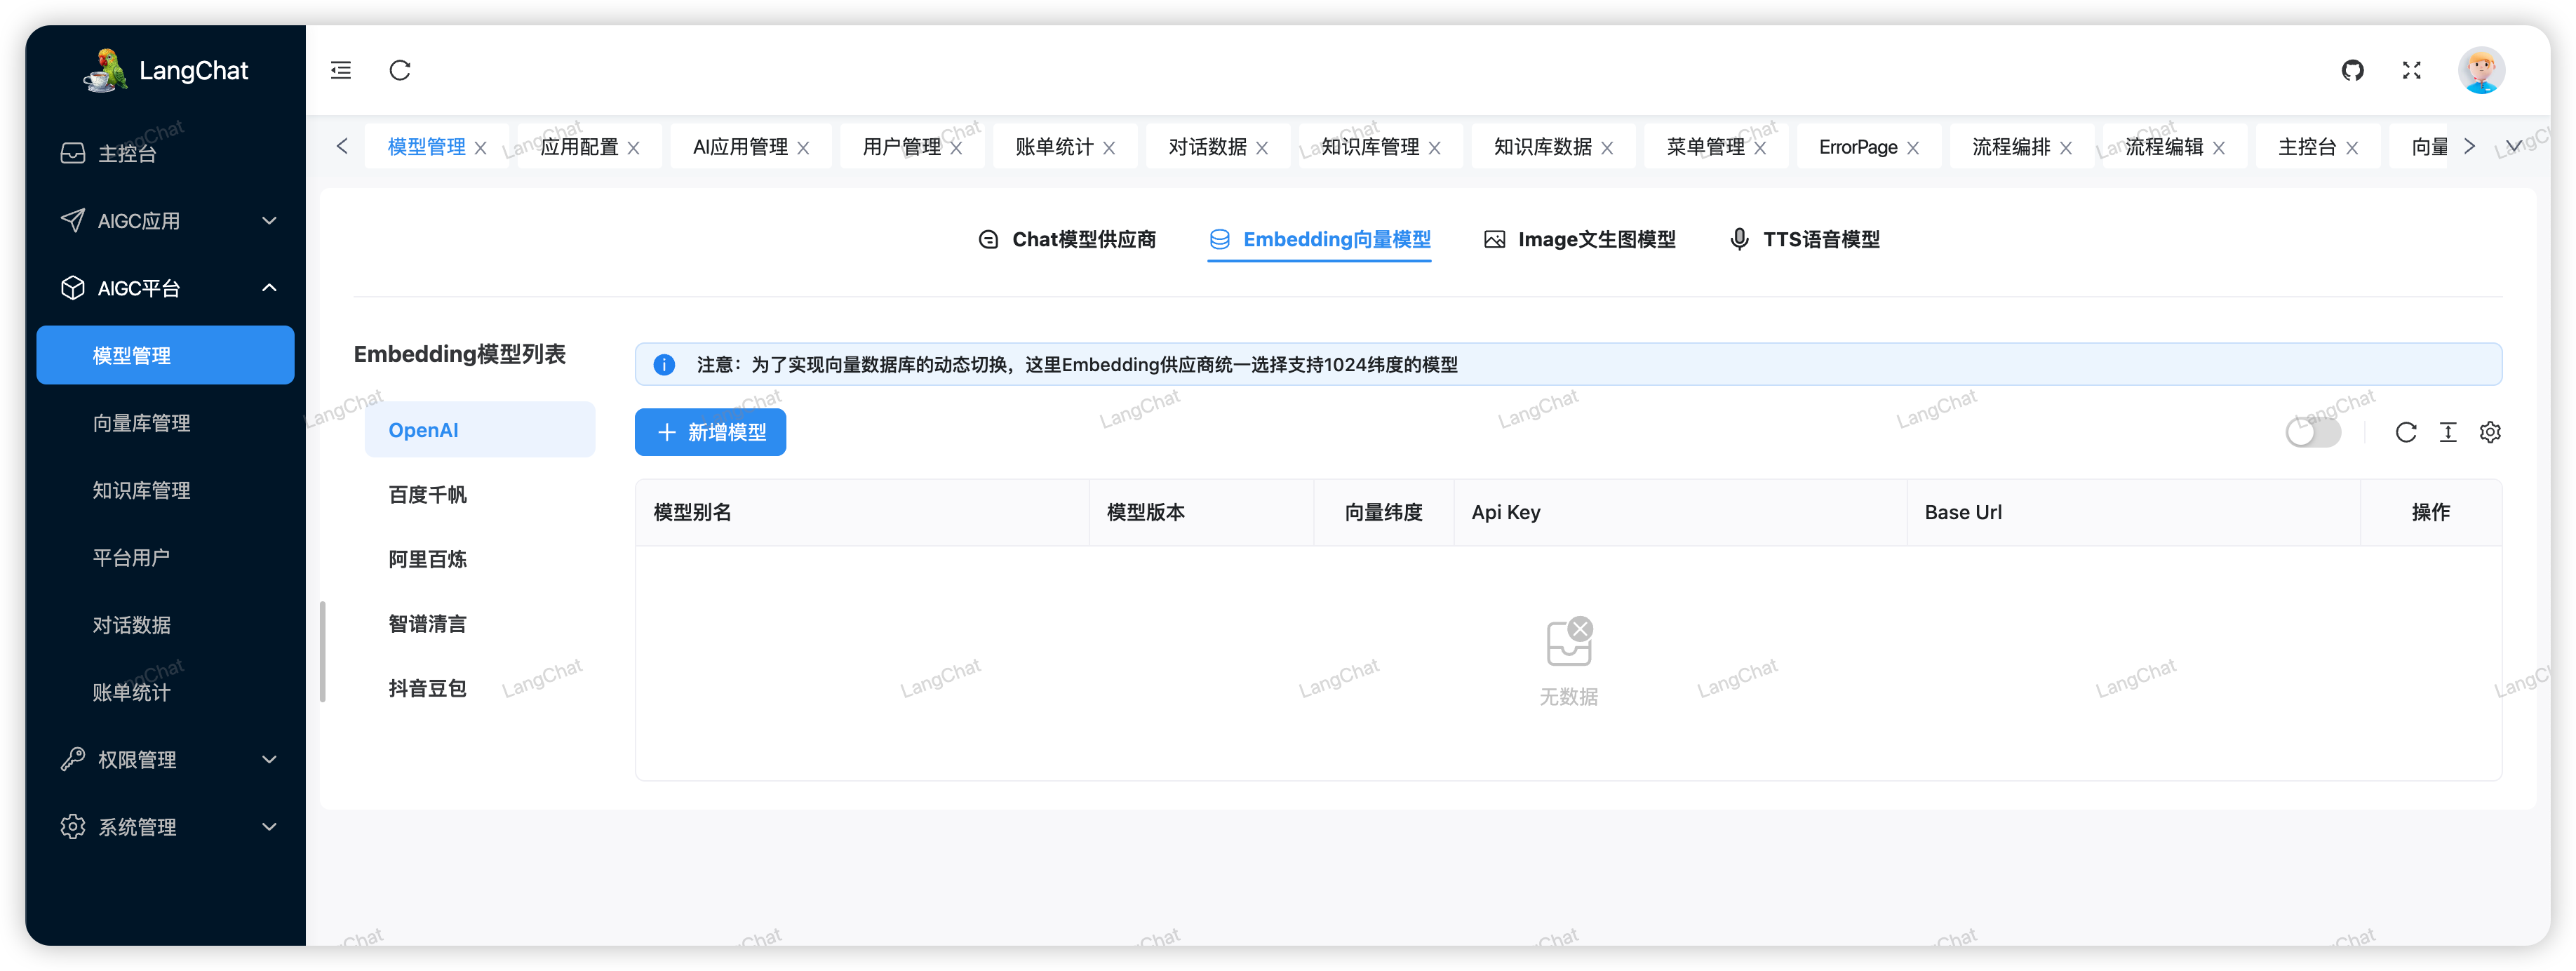 LangChat
主控台
AIGC应用
AIGC平台
模型管理
向量库管理
知识库管理
平台用户
对话数据
账单统计
权限管理
系统管理
模型管理 应用配置 AI应用管理 用户管理 账单统计 对话数据 知识库管理 知识库数据 菜单管理 ErrorPage 流程编排 流程编辑 主控台 向量
Chat模型供应商 Embedding向量模型 Image文生图模型 TTS语音模型
Embedding模型列表
OpenAI
百度千帆
阿里百炼
智谱清言
抖音豆包
注意：为了实现向量数据库的动态切换，这里Embedding供应商统一选择支持1024纬度的模型
新增模型
模型别名 模型版本 向量纬度 Api Key Base Url 操作
无数据
LangChat